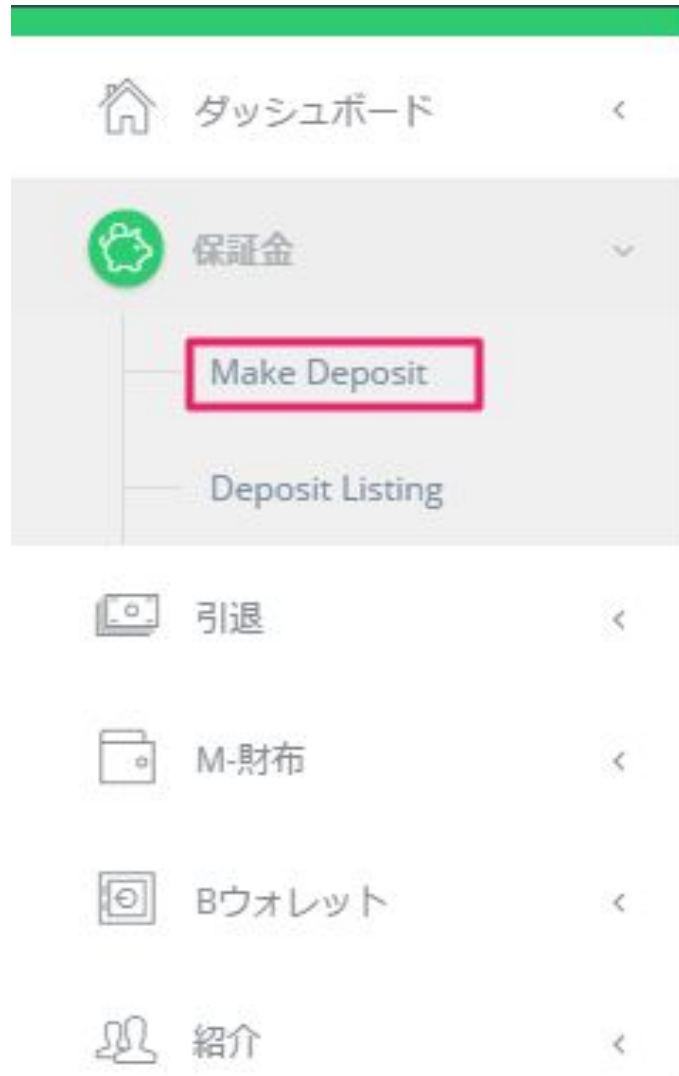 ダッシュボード
保証金
Make Deposit
Deposit Listing
引退
M-財布
Bウォレット
紹介